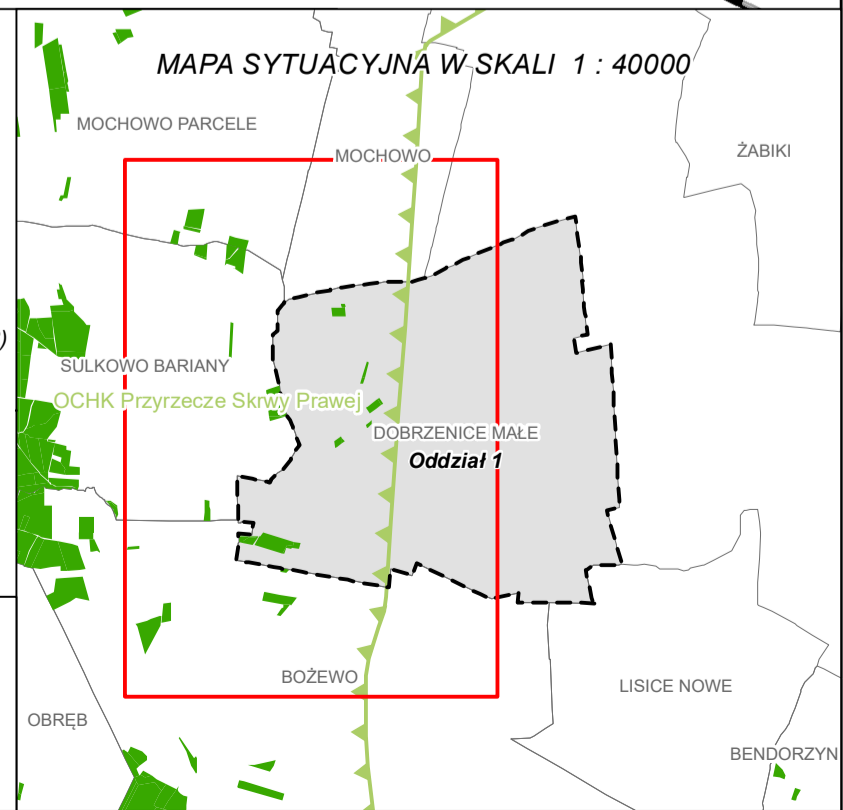 MAPA SYTUACYJNA W SKALI 1 : 40000
MOCHOWO PARCELE
MOCHOWO
ŻABIKI
)
SULKOWO BARIANY
OCHK Przyrzecze Skrwy Prawej
DOBRZENICE MAŁE
Oddział 1
BOŻEWO
LISICE NOWE
OBRĘB
BENDORZYN